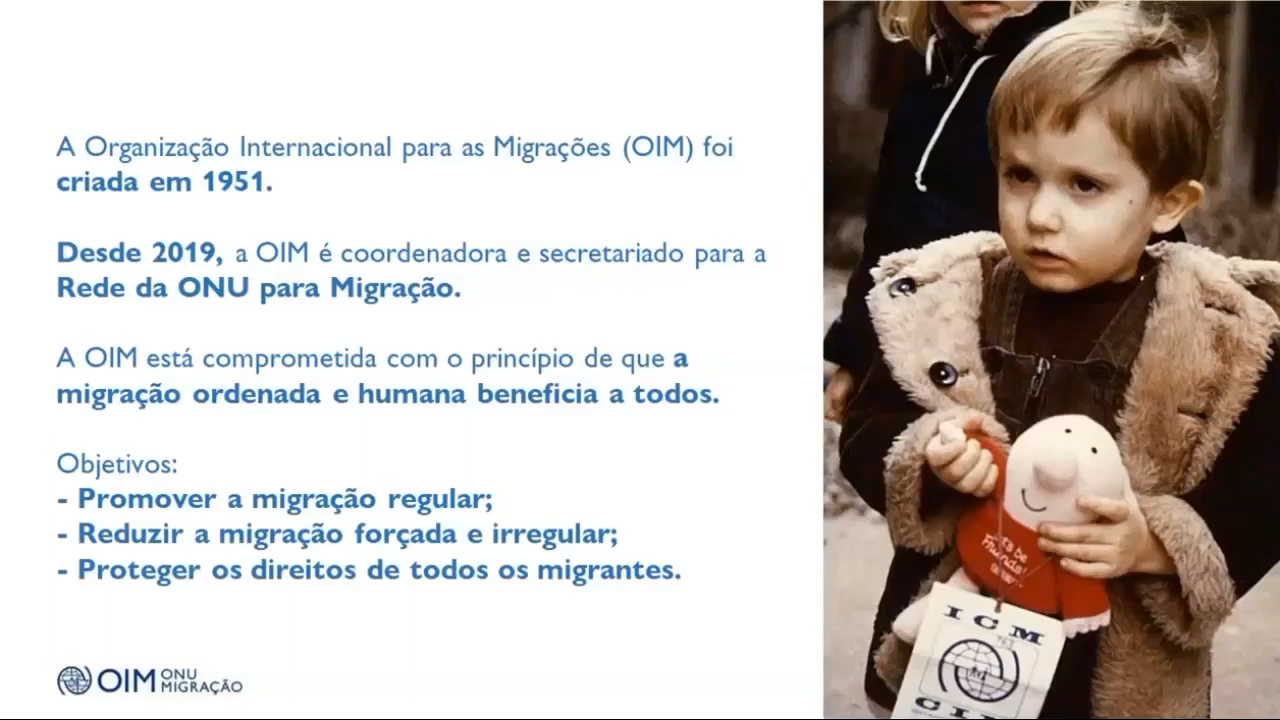 A Organização Internacional para as Migrações (OIM) foi
criada em 1951.
Desde 2019, a OIM é coordenadora e secretariado para a
Rede da ONU para Migração.
A OIM está comprometida com o princípio de que a
migração ordenada e humana beneficia a todos.
Objetivos:
- Promover a migração regular;
- Reduzir a migração forçada e irregular;
- Proteger os direitos de todos os migrantes.
OIM ONU
MIGRAÇÃO
be
Friends!
ICM